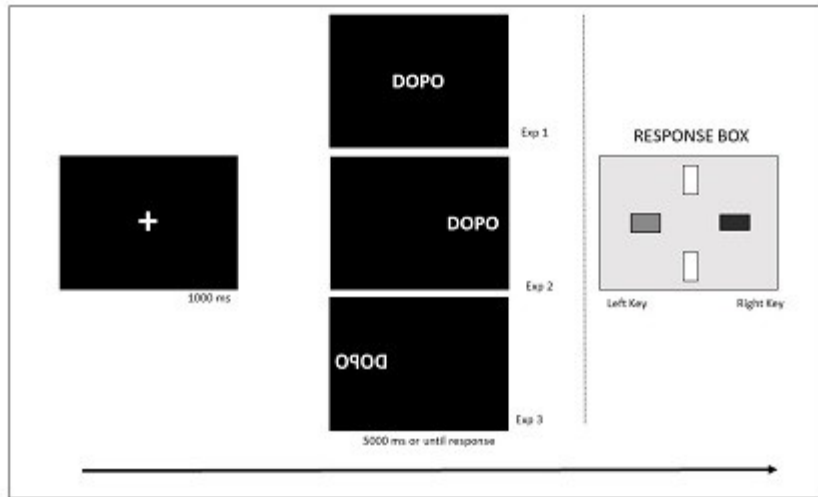 DOPO
Exp 1
RESPONSE BOX
+
1000 ms
DOPO
Exp 2
Left Key Right Key
DOPO
Exp 3
5000 ms or until response